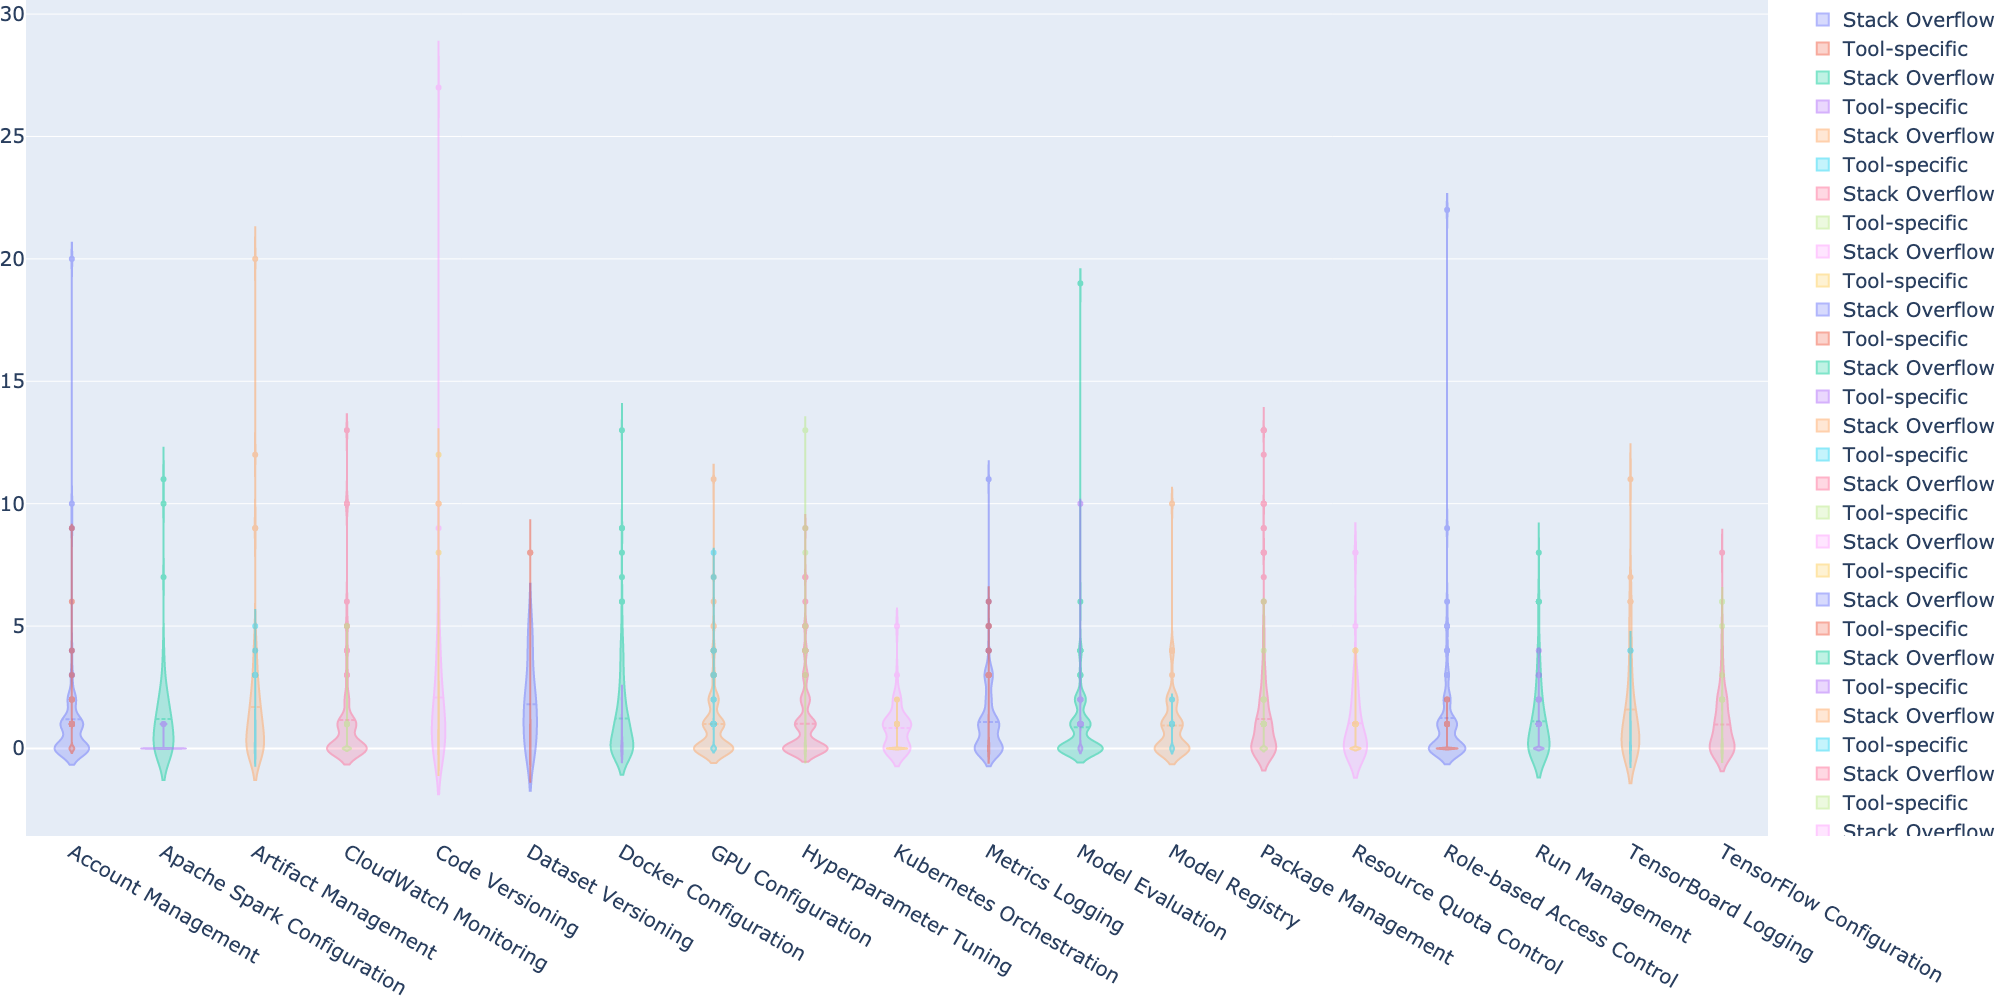 30
25
20
15
10
5
0
Account Management
Apache Spark Configuration
Artifact Management
CloudWatch Monitoring
Code Versioning
Dataset Versioning
Docker Configuration
GPU Configuration
Hyperparameter Tuning
Kubernetes Orchestration
Metrics Logging
Model Evaluation
Model Registry
Package Management
Resource Quota Control
Role-based Access Control
Run Management
TensorBoard Logging
TensorFlow Configuration
Stack Overflow
Tool-specific
Stack Overflow
Tool-specific
Stack Overflow
Tool-specific
Stack Overflow
Tool-specific
Stack Overflow
Tool-specific
Stack Overflow
Tool-specific
Stack Overflow
Tool-specific
Stack Overflow
Tool-specific
Stack Overflow
Tool-specific
Stack Overflow
Tool-specific
Stack Overflow
Tool-specific
Stack Overflow
Tool-specific
Stack Overflow
Tool-specific
Stack Overflow
Tool-specific
Stack Overflow